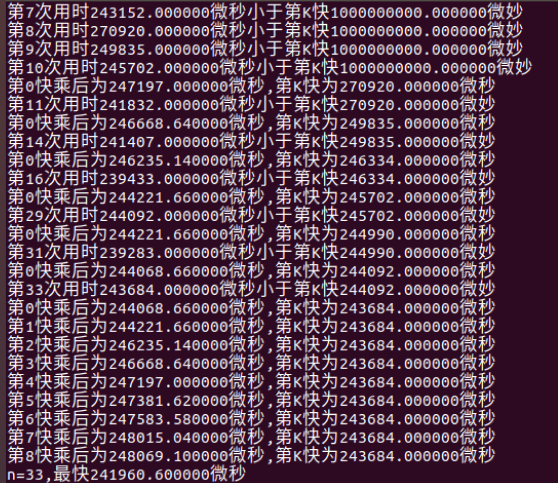 第7次用时243152.000000微秒小于第K快1000000000.000000微妙
第8次用时270920.000000微秒小于第K快1000000000.000000微妙
第9次用时249835.000000微秒小于第K快1000000000.000000微妙
第10次用时245702.000000微秒小于第K快1000000000.000000微妙
第0快乘后为247197.000000微秒,第K快为270920.000000微秒
第11次用时241832.000000微秒小于第K快270920.000000微妙
第0快乘后为246668.640000微秒,第K快为249835.000000微秒
第14次用时241407.000000微秒小于第K快249835.000000微妙
第0快乘后为246235.140000微秒,第K快为246334.000000微秒
第16次用时239433.000000微秒小于第K快246334.000000微妙
第0快乘后为244221.660000微秒,第K快为245702.000000微秒
第29次用时244092.000000微秒小于第K快245702.000000微妙
第0快乘后为244221.660000微秒,第K快为244990.000000微秒
第31次用时239283.000000微秒小于第K快244990.000000微妙
第0快乘后为244068.660000微秒,第K快为244092.000000微秒
第33次用时243684.000000微秒小于第K快244092.000000微妙
第0快乘后为244068.660000微秒,第K快为243684.000000微秒
第1快乘后为244221.660000微秒,第K快为243684.000000微秒
第2快乘后为246235.140000微秒,第K快为243684.000000微秒
第3快乘后为246668.640000微秒,第K快为243684.000000微秒
第4快乘后为247197.000000微秒,第K快为243684.000000微秒
第5快乘后为247381.620000微秒,第K快为243684.000000微秒
第6快乘后为247583.580000微秒,第K快为243684.000000微秒
第7快乘后为248015.040000微秒,第K快为243684.000000微秒
第8快乘后为248069.100000微秒,第K快为243684.000000微秒
n=33,最快241960.600000微秒